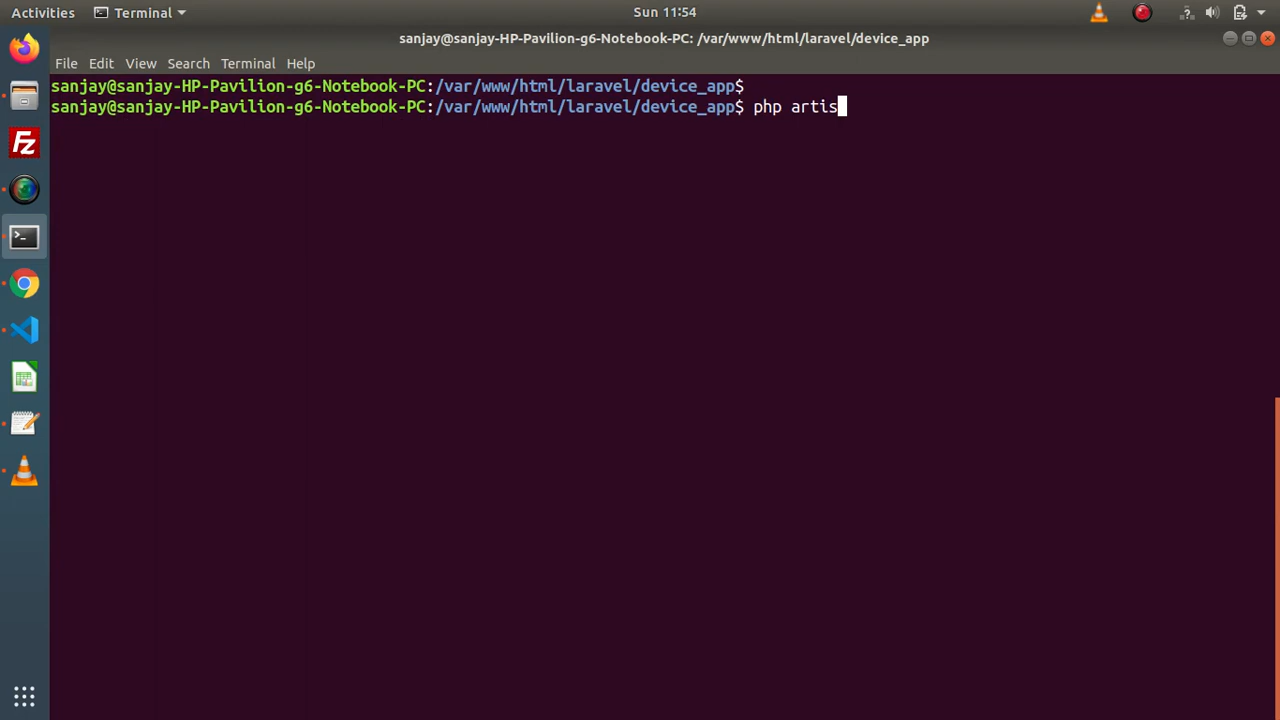 Activities Terminal Sun 11:54
sanjay@sanjay-HP-Pavilion-g6-Notebook-PC: /var/www/html/laravel/device_app
File Edit View Search Terminal Help
sanjay@sanjay-HP-Pavilion-g6-Notebook-PC:/var/www/html/laravel/device_app$
sanjay@sanjay-HP-Pavilion-g6-Notebook-PC:/var/www/html/laravel/device_app$ php artis